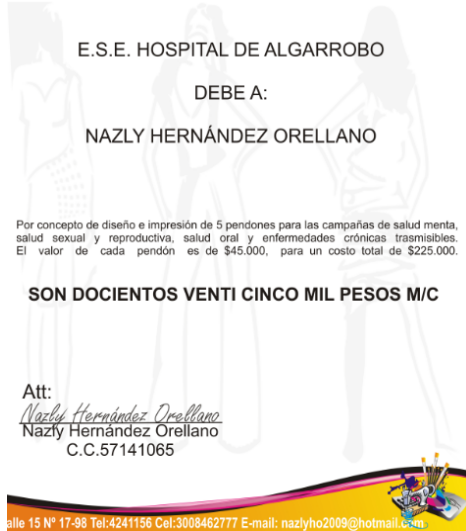 E.S.E. HOSPITAL DE ALGARROBO
DEBE A:
NAZLY HERNÁNDEZ ORELLANO
Por concepto de diseño e impresión de 5 pendones para las campañas de salud menta,
salud sexual y reproductiva, salud oral y enfermedades crónicas trasmisibles.
El valor de cada pendón es de $45.000, para un costo total de $225.000.
SON DOCIENTOS VENTI CINCO MIL PESOS M/C
Att:
Nazly Hernández Orellano
Nazly Hernández Orellano
C.C.57141065
alle 15 Nº 17-98 Tel:4241156 Cel:3008462777 E-mail: nazlyho2009@hotmail.com